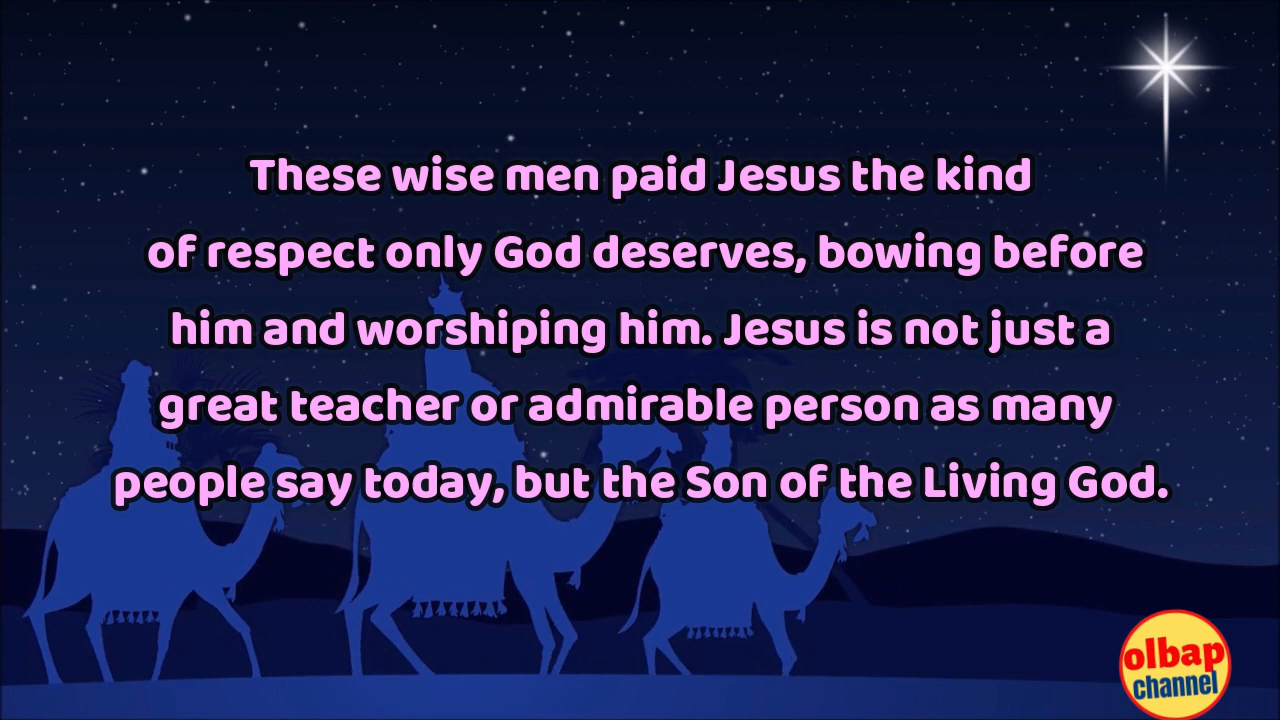 These wise men paid Jesus the kind
of respect only God deserves, bowing before
him and worshiping him. Jesus is not just a
great teacher or admirable person as many
people say today, but the Son of the Living God.
olbap
channel